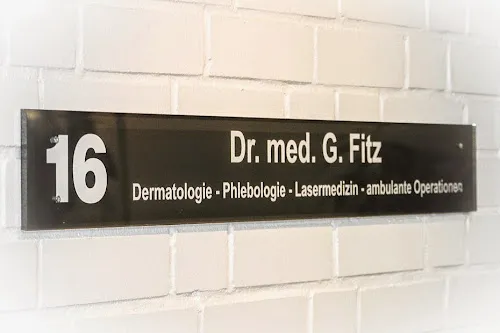 16
Dr. med. G. Fitz
Dermatologie - Phlebologie - Lasermedizin - ambulante Operationen